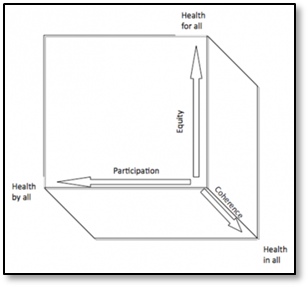 Health
for all
Equity
Participation
Health
by all
Coherence
Health
in all